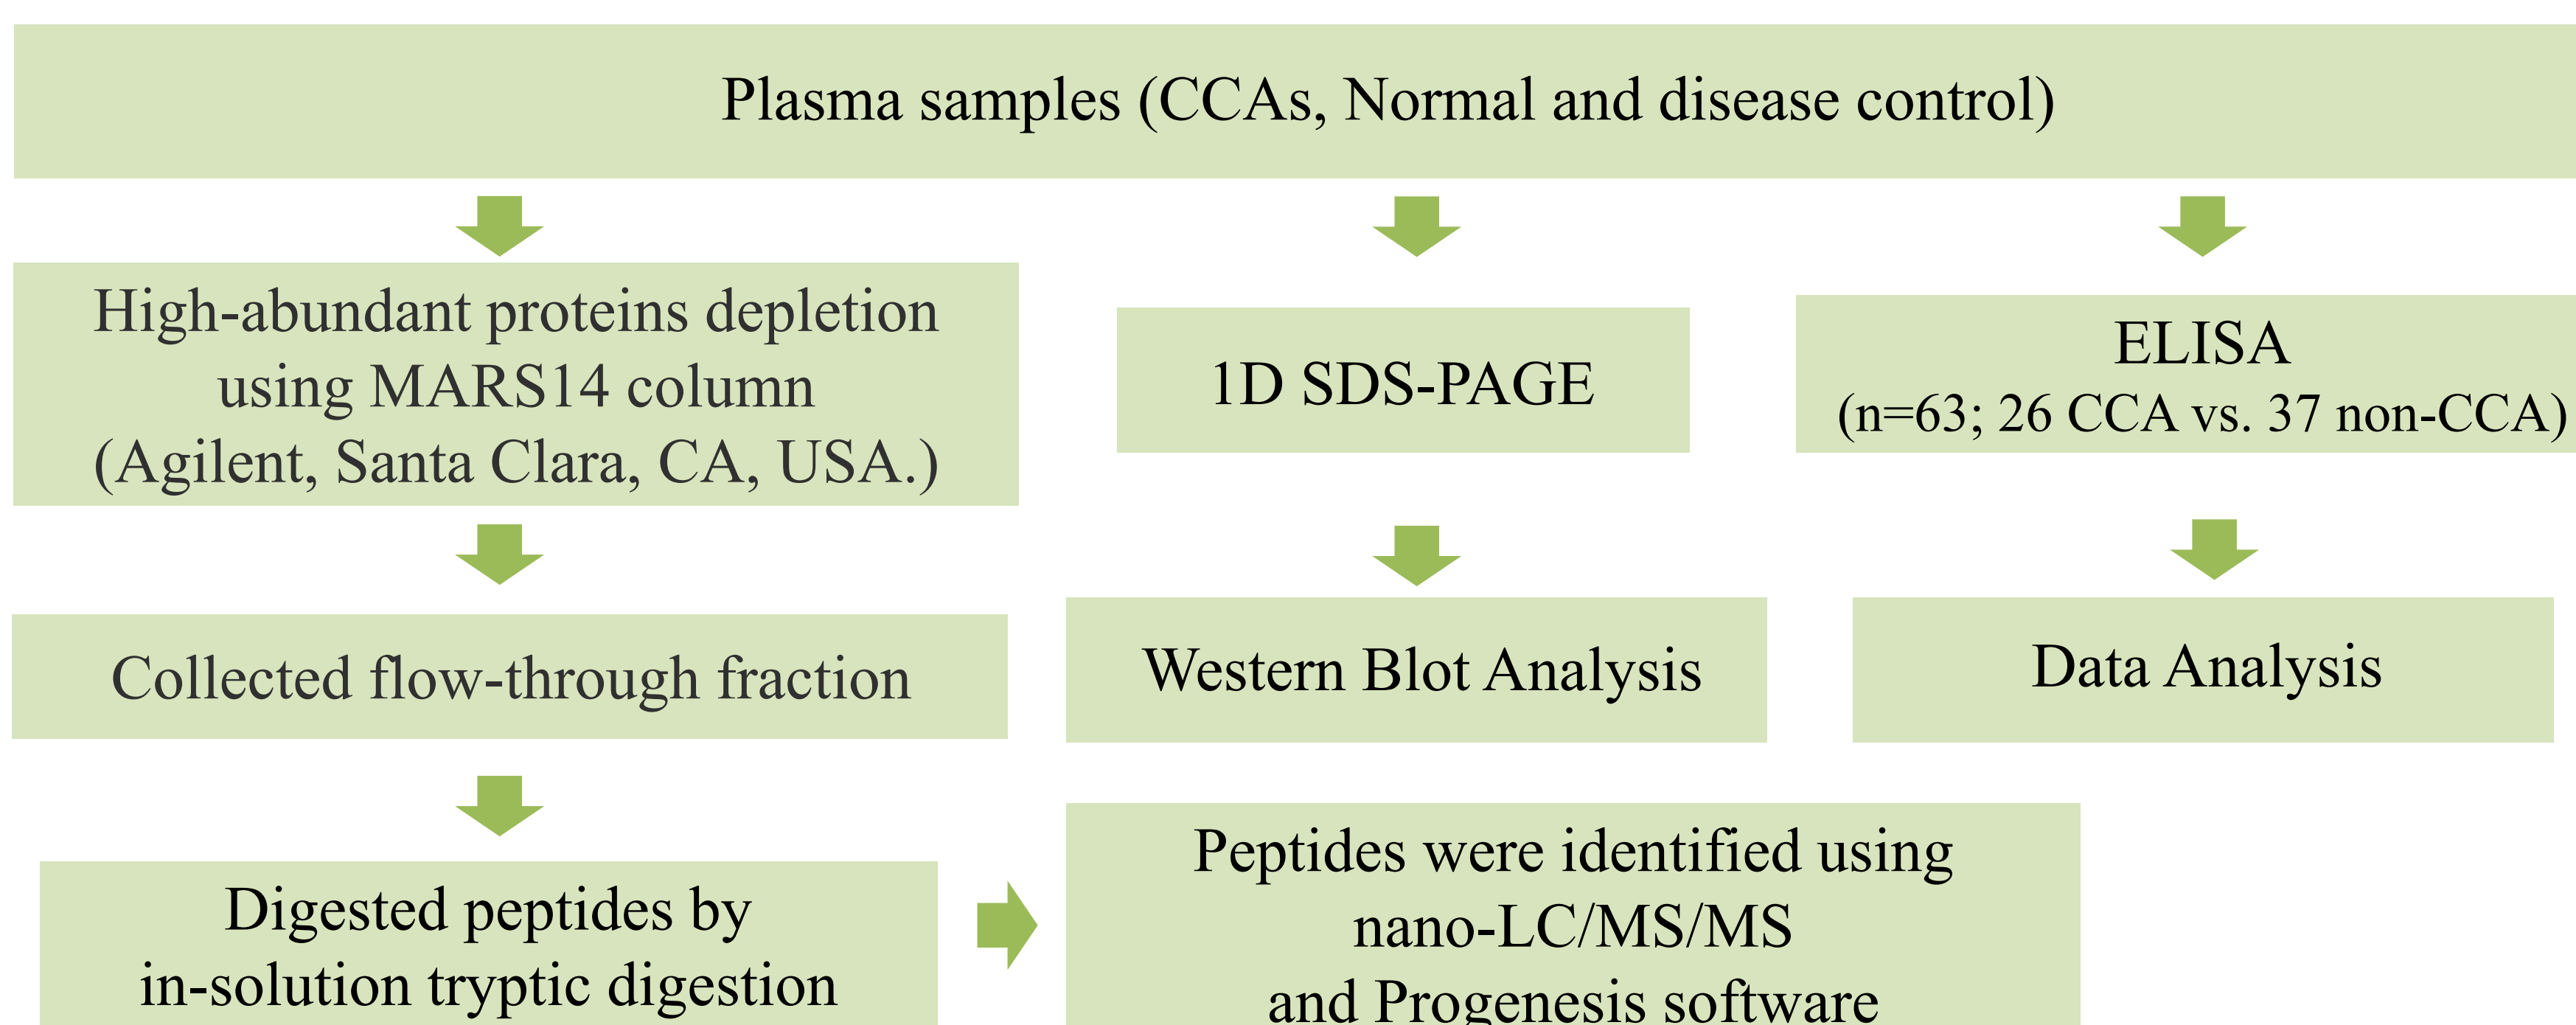 Plasma samples (CCAs, Normal and disease control)
High-abundant proteins depletion
using MARS14 column
(Agilent, Santa Clara, CA, USA.)
1D SDS-PAGE
ELISA
(n=63; 26 CCA vs. 37 non-CCA)
Collected flow-through fraction
Western Blot Analysis
Data Analysis
Digested peptides by
in-solution tryptic digestion
Peptides were identified using
nano-LC/MS/MS
and Progenesis software